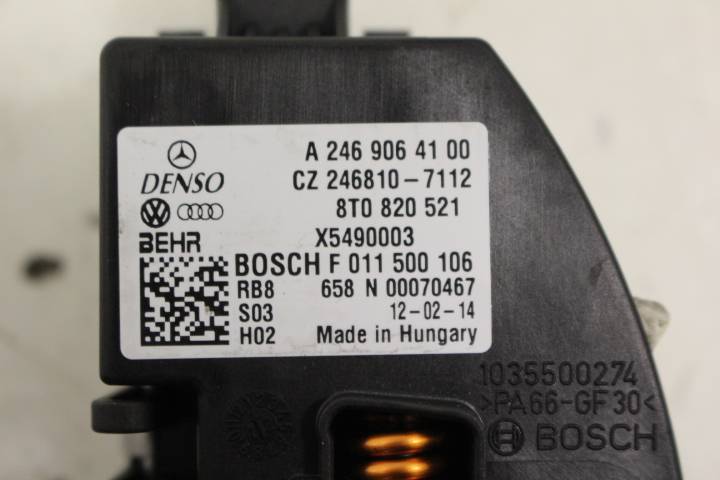 A 246 906 41 00
DENSO CZ 246810-7112
8T0 820 521
BEHR X5490003
BOSCH F 011 500 106
RB8 658 N 00070467
S03 12-02-14
H02 Made in Hungary
1035500274
>PA66-GF30<
BOSCH